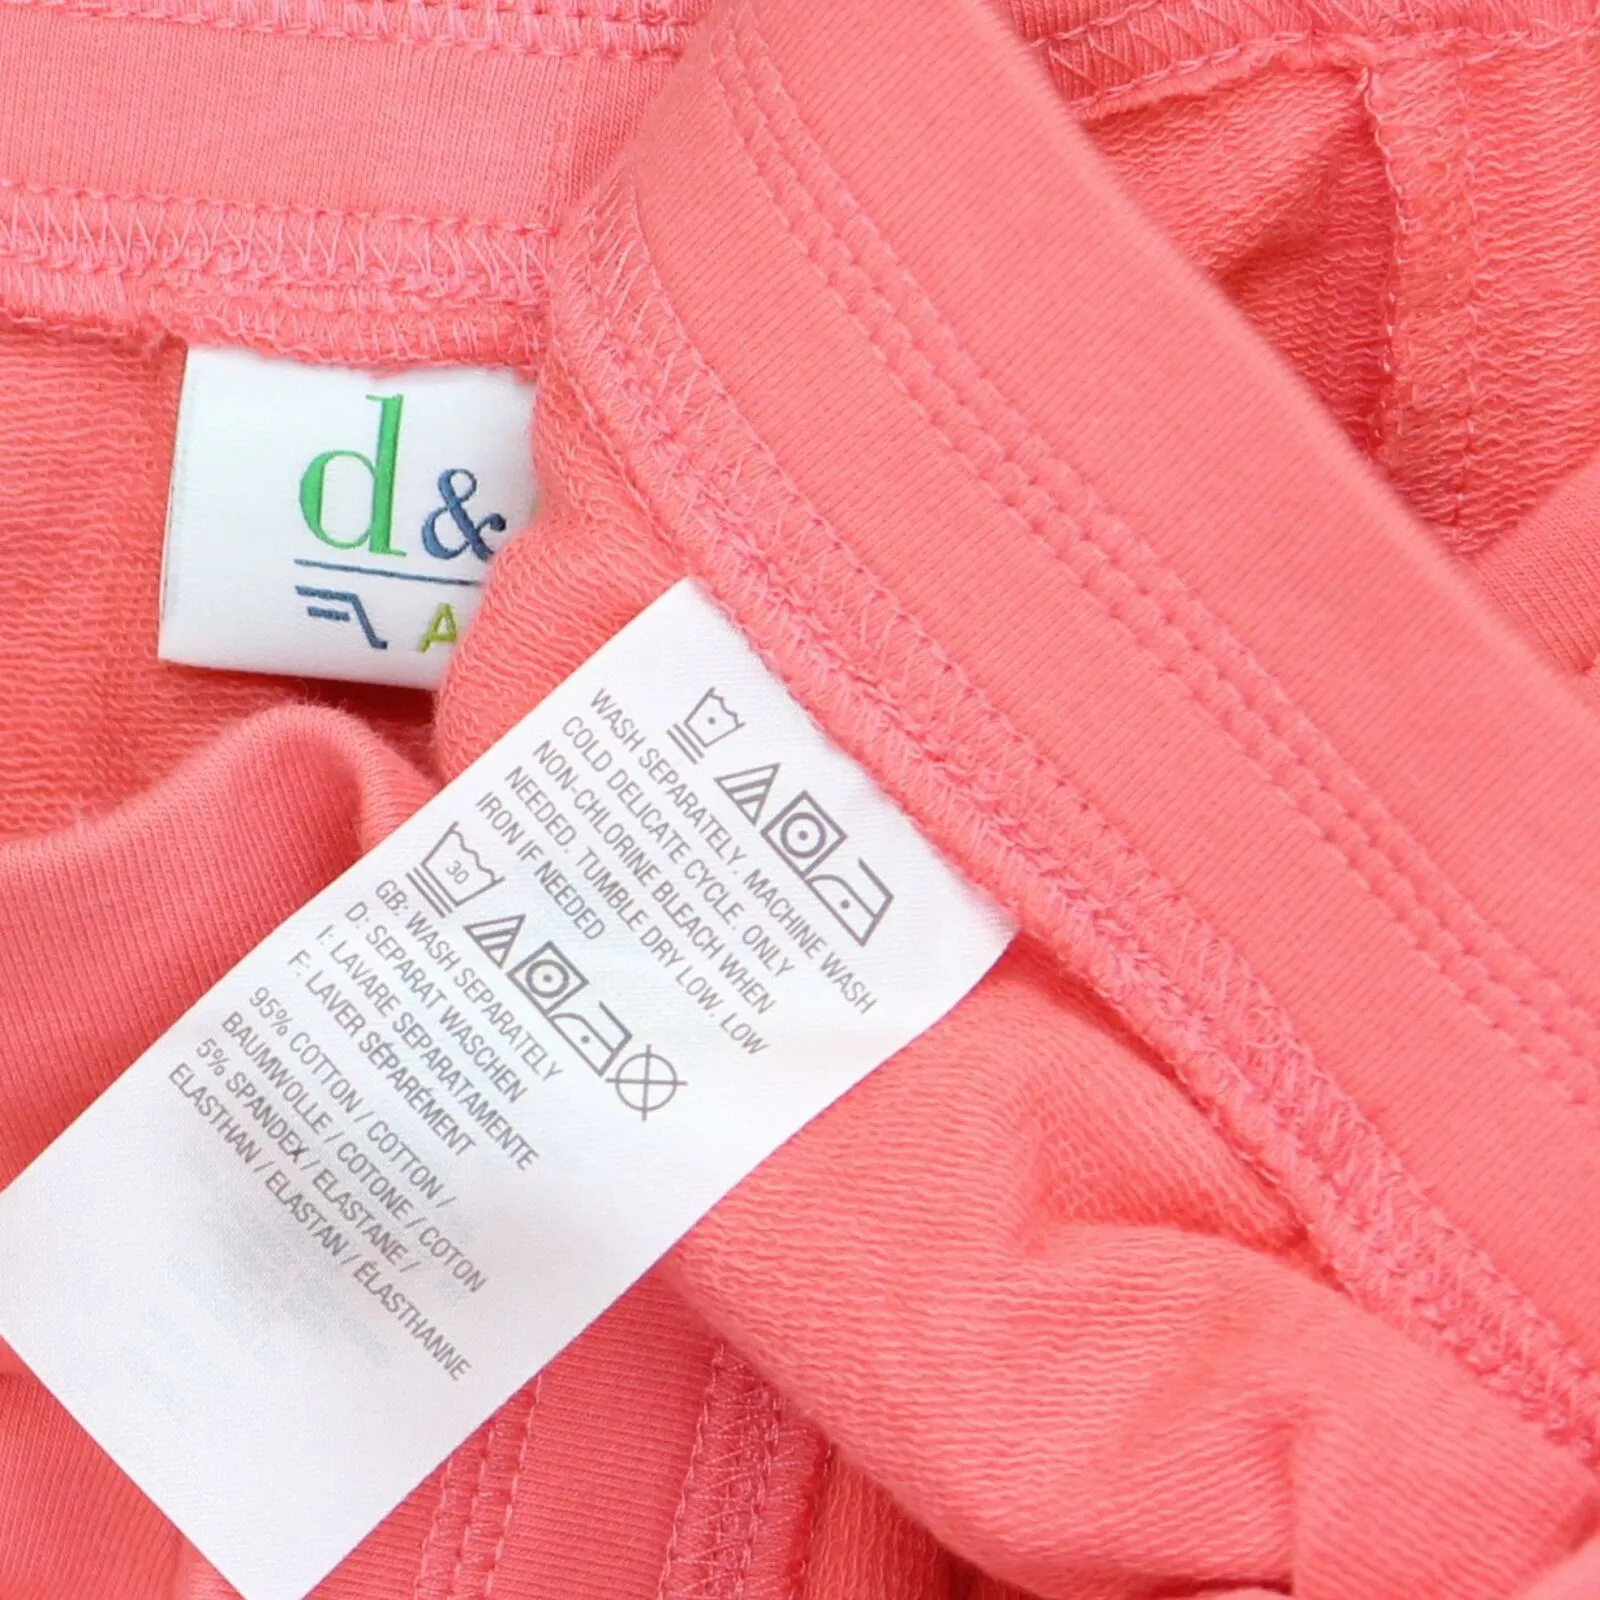 d&
A
WASH SEPARATELY. MACHINE WASH
COLD DELICATE CYCLE. ONLY
NON-CHLORINE BLEACH WHEN
NEEDED. TUMBLE DRY LOW. LOW
IRON IF NEEDED
30
GB: WASH SEPARATELY
D: SEPARAT WASCHEN
I: LAVARE SEPARATAMENTE
F: LAVER SÉPARÉMENT
95% COTTON / COTTON /
BAUMWOLLE / COTONE / COTON
5% SPANDEX / ELASTANE /
ELASTHAN / ELASTAN / ÉLASTHANNE